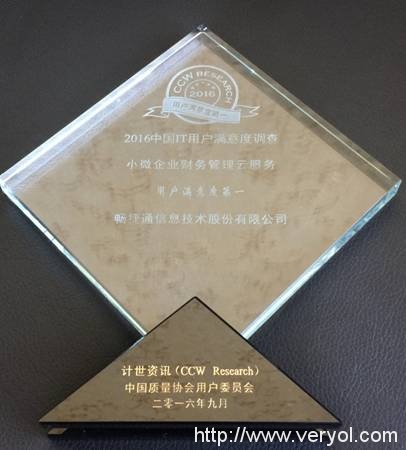 CCW RESEARCH
2016
用户满意度第一
2016中国IT用户满意度调查
小微企业财务管理云服务
用户满意度第一
畅捷通信息技术股份有限公司
计世资讯（CCW Research）
中国质量协会用户委员会
二零一六年九月
http://www.veryol.com/